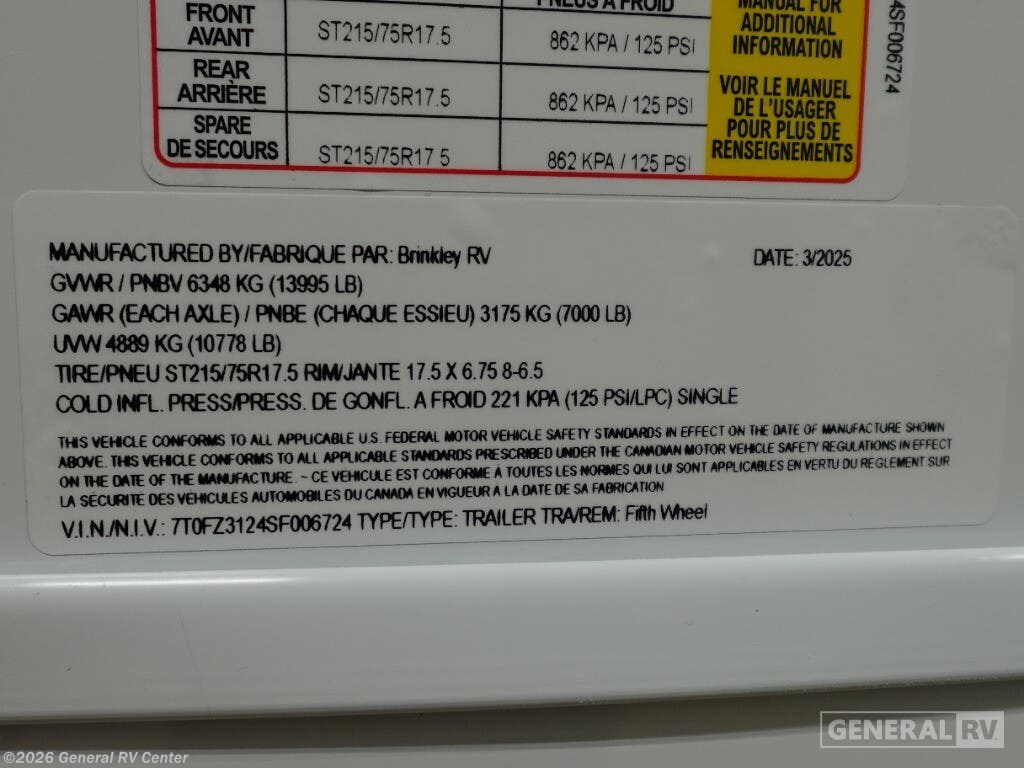 PNEUS À FROID
FRONT
AVANT
ST215/75R17.5
862 KPA / 125 PSI
REAR
ARRIÈRE
ST215/75R17.5
862 KPA / 125 PSI
SPARE
DE SECOURS
ST215/75R17.5
862 KPA / 125 PSI
MANUAL FOR
ADDITIONAL
INFORMATION
VOIR LE MANUEL
DE L'USAGER
POUR PLUS DE
RENSEIGNEMENTS
4SF006724
MANUFACTURED BY/FABRIQUE PAR: Brinkley RV
DATE: 3/2025
GVWR / PNBV 6348 KG (13995 LB)
GAWR (EACH AXLE) / PNBE (CHAQUE ESSIEU) 3175 KG (7000 LB)
UVW 4889 KG (10778 LB)
TIRE/PNEU ST215/75R17.5 RIM/JANTE 17.5 X 6.75 8-6.5
COLD INFL. PRESS/PRESS. DE GONFL. A FROID 221 KPA (125 PSI/LPC) SINGLE
THIS VEHICLE CONFORMS TO ALL APPLICABLE U.S. FEDERAL MOTOR VEHICLE SAFETY STANDARDS IN EFFECT ON THE DATE OF MANUFACTURE SHOWN
ABOVE. THIS VEHICLE CONFORMS TO ALL APPLICABLE STANDARDS PRESCRIBED UNDER THE CANADIAN MOTOR VEHICLE SAFETY REGULATIONS IN EFFECT
ON THE DATE OF THE MANUFACTURE. ~ CE VÉHICULE EST CONFORME À TOUTES LES NORMES QUI LUI SONT APPLICABLES EN VERTU DU REGLEMENT SUR
LA SÉCURITÉ DES VÉHICULES AUTOMOBILES DU CANADA EN VIGUEUR A LA DATE DE SA FABRICATION
V.I.N./N.I.V.: 7T0FZ3124SF006724 TYPE/TYPE: TRAILER TRA/REM: Fifth Wheel
GENERAL RV
©2026 General RV Center